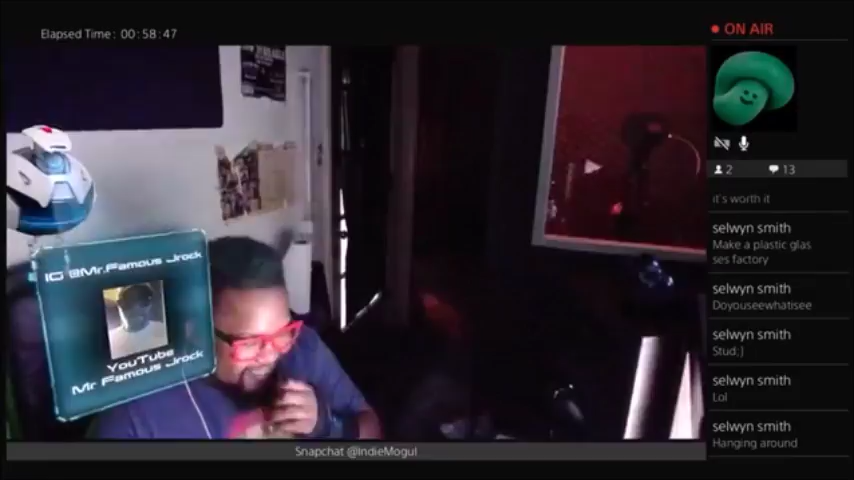 Elapsed Time: 00:58:47
ON AIR
2
13
it's worth it
selwyn smith
Make a plastic glas
ses factory
selwyn smith
Doyouseewhatisee
selwyn smith
Stud:)
selwyn smith
Lol
selwyn smith
Hanging around
IG @Mr.Famous Jrock
YouTube
Mr Famous Jrock
Snapchat @IndieMogul